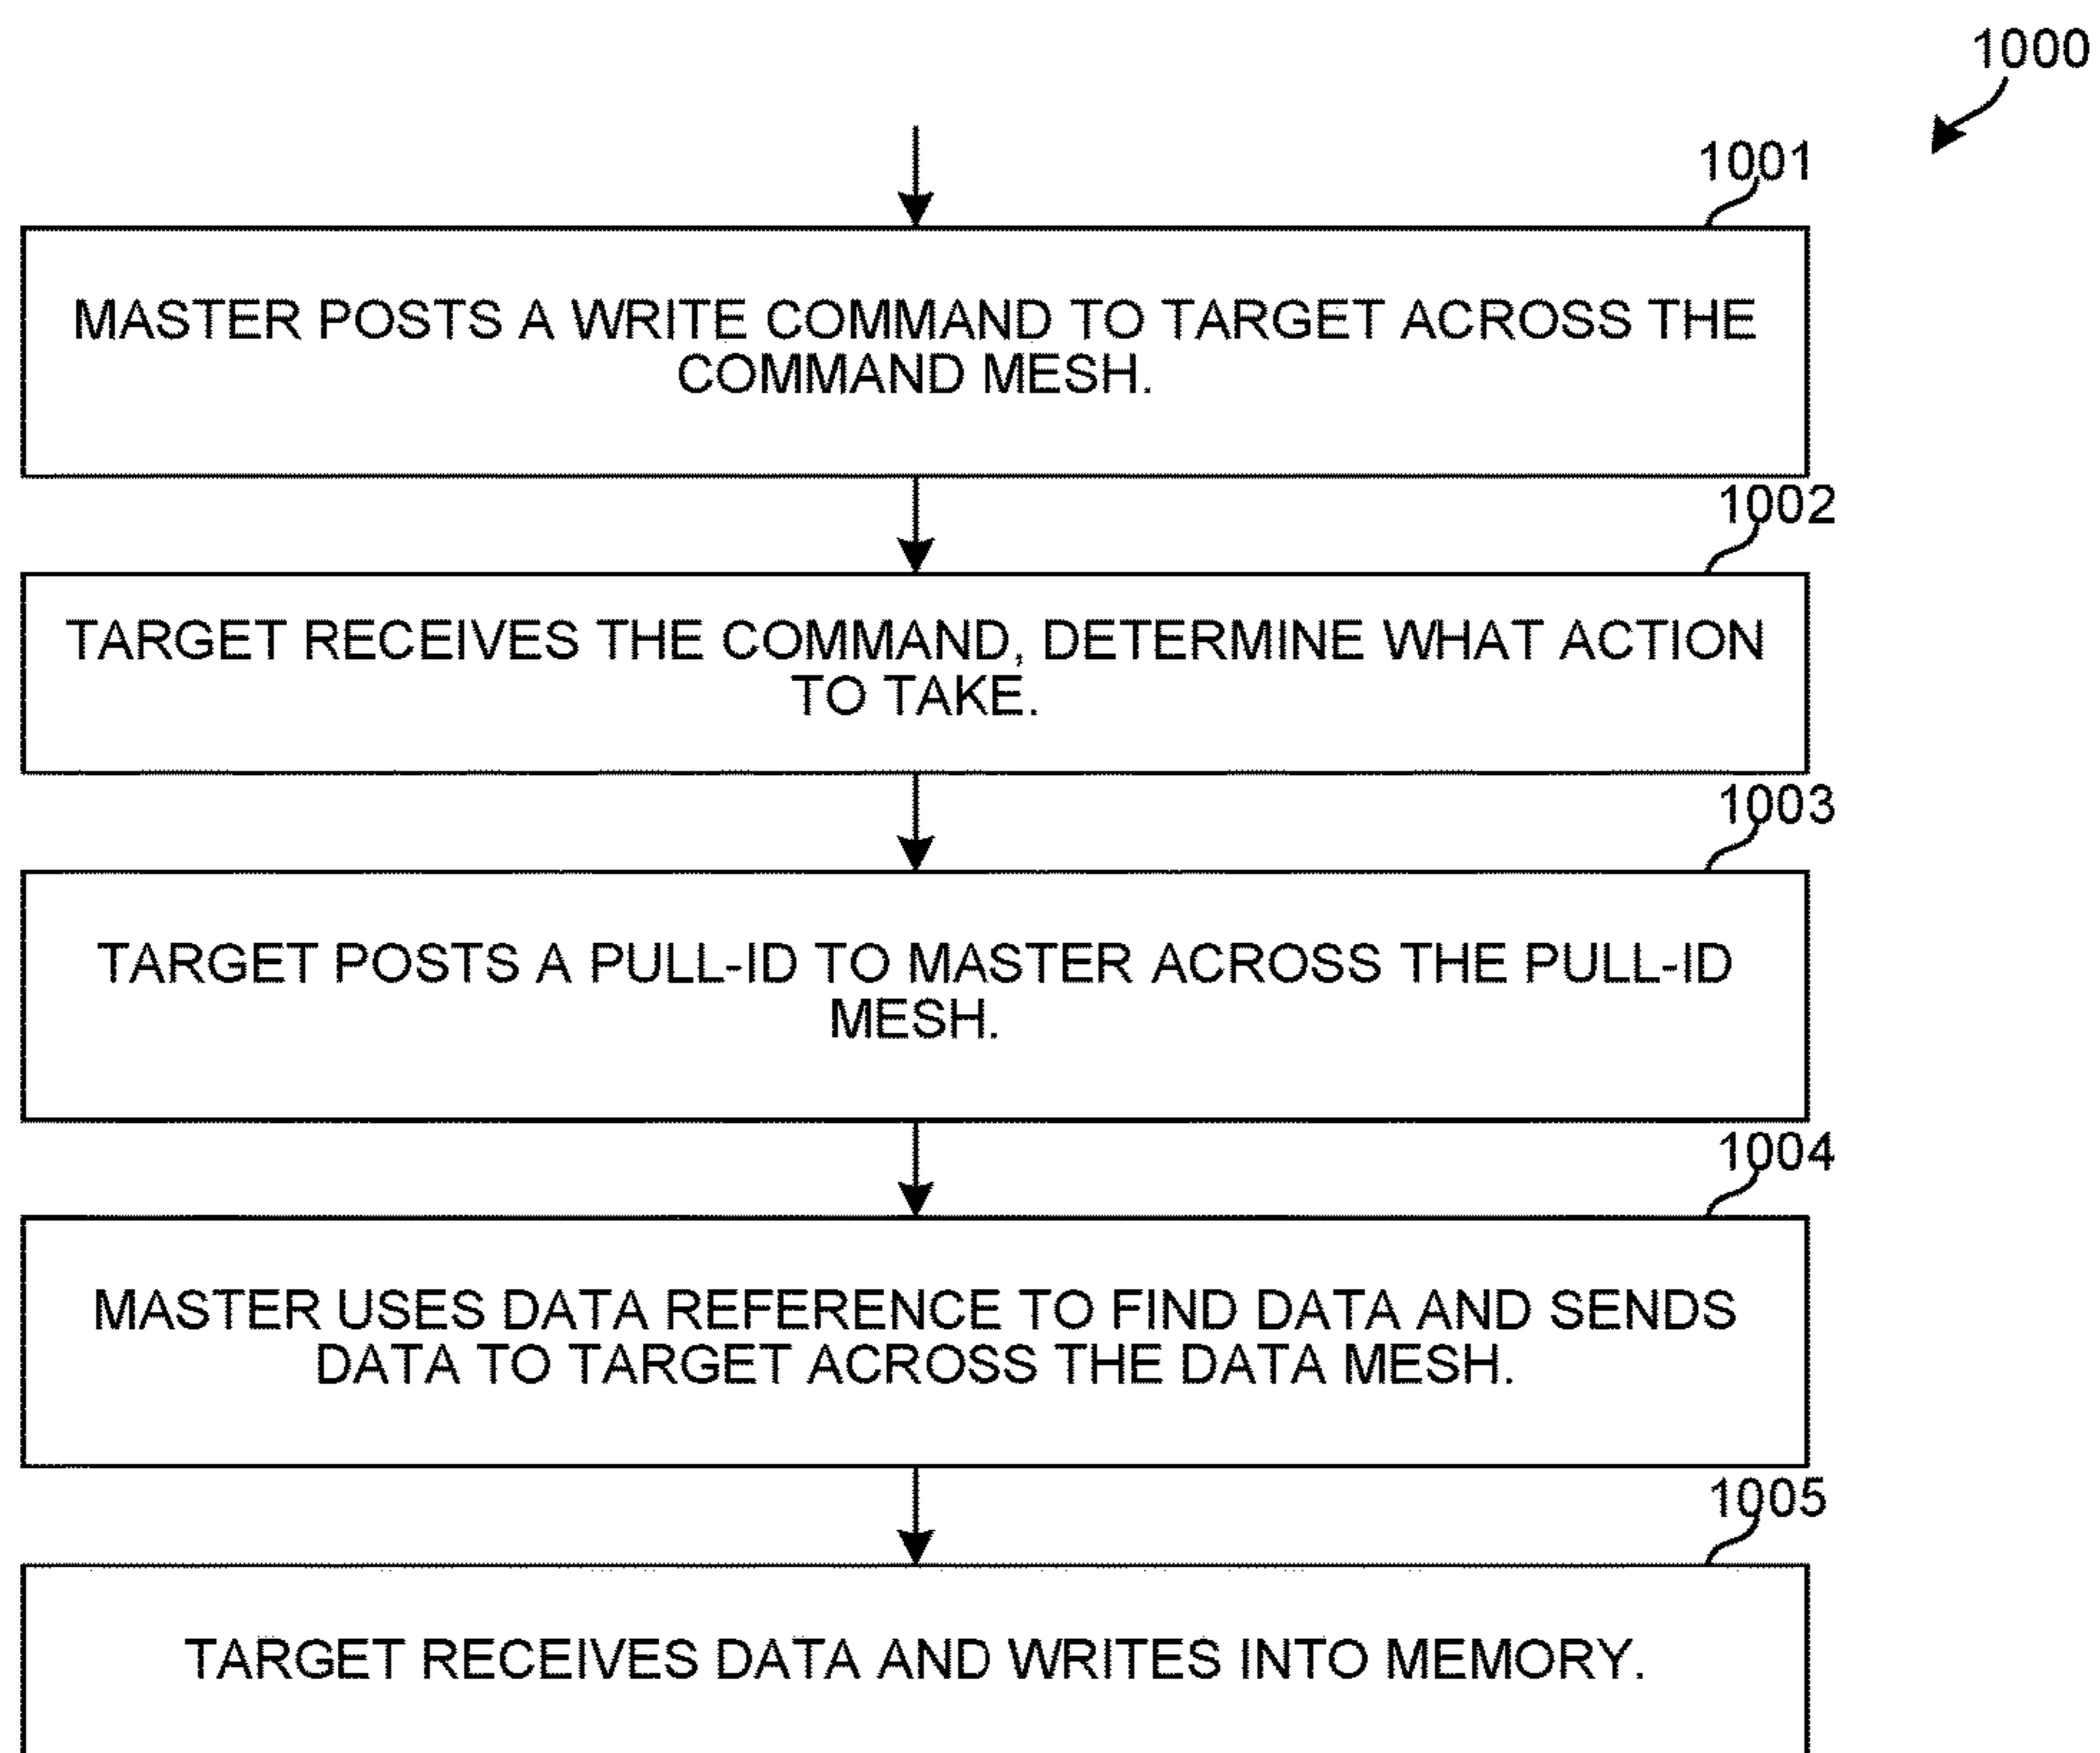 1000
1001
MASTER POSTS A WRITE COMMAND TO TARGET ACROSS THE
COMMAND MESH.
1002
TARGET RECEIVES THE COMMAND, DETERMINE WHAT ACTION
TO TAKE.
1003
TARGET POSTS A PULL-ID TO MASTER ACROSS THE PULL-ID
MESH.
1004
MASTER USES DATA REFERENCE TO FIND DATA AND SENDS
DATA TO TARGET ACROSS THE DATA MESH.
1005
TARGET RECEIVES DATA AND WRITES INTO MEMORY.